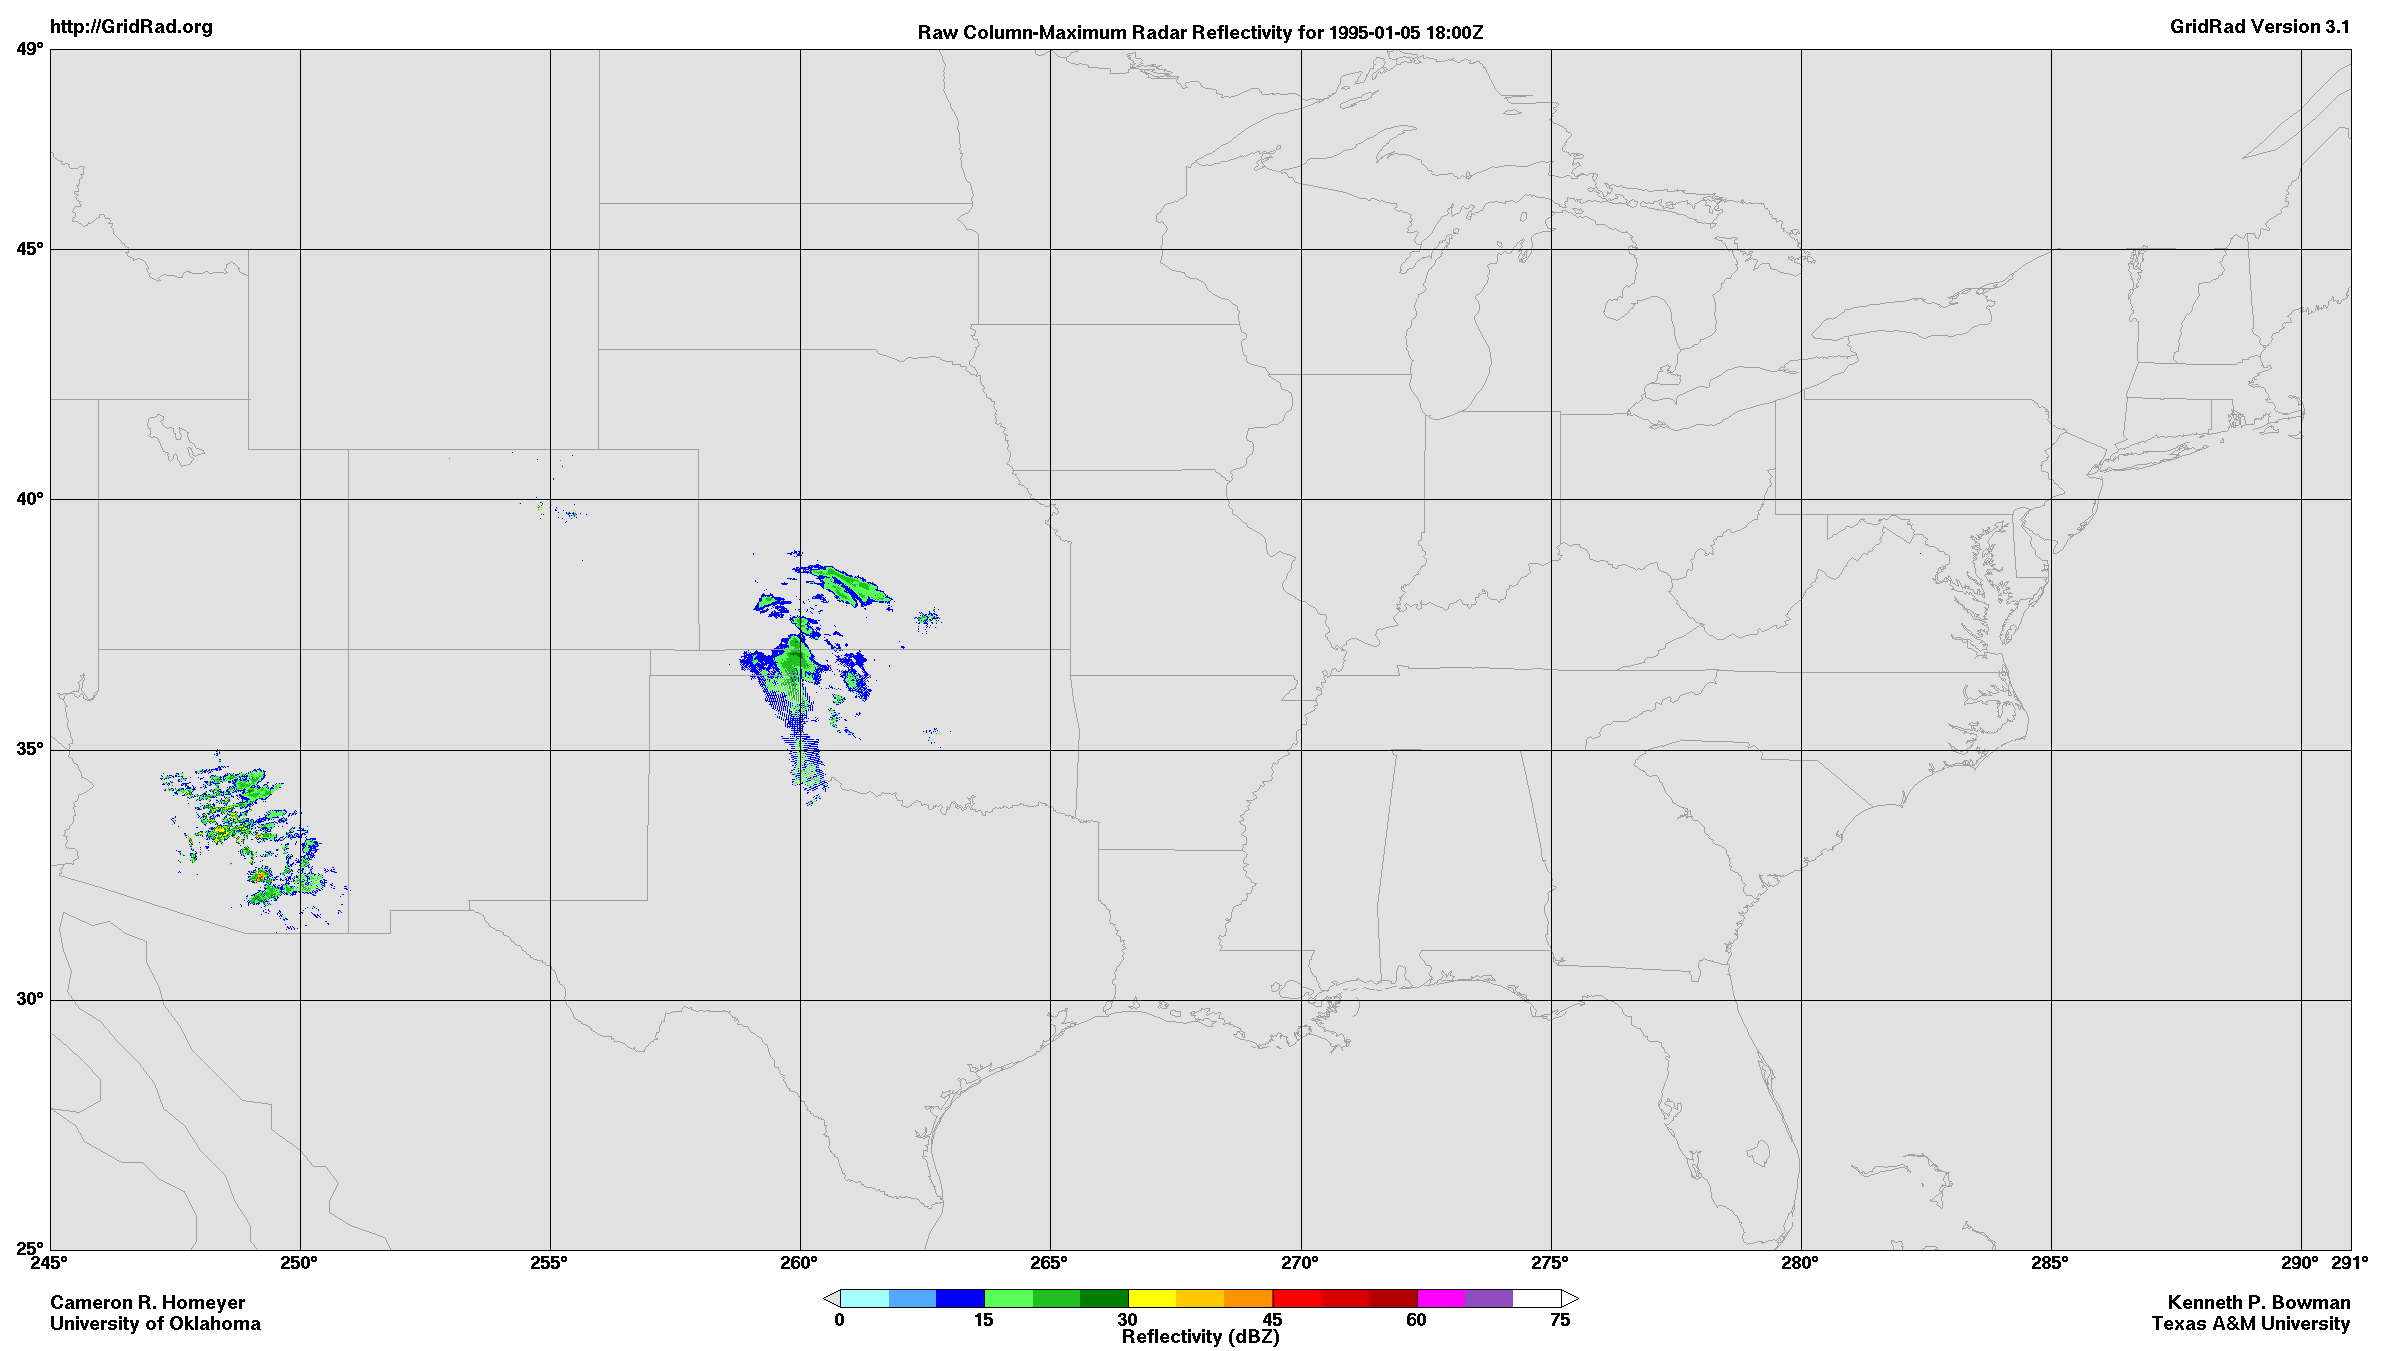 http://GridRad.org
Raw Column-Maximum Radar Reflectivity for 1995-01-05 18:00Z
GridRad Version 3.1
49°
45°
40°
35°
30°
25°
245° 250° 255° 260° 265° 270° 275° 280° 285° 290° 291°
0 15 30 45 60 75
Reflectivity (dBZ)
Cameron R. Homeyer
University of Oklahoma
Kenneth P. Bowman
Texas A&M University